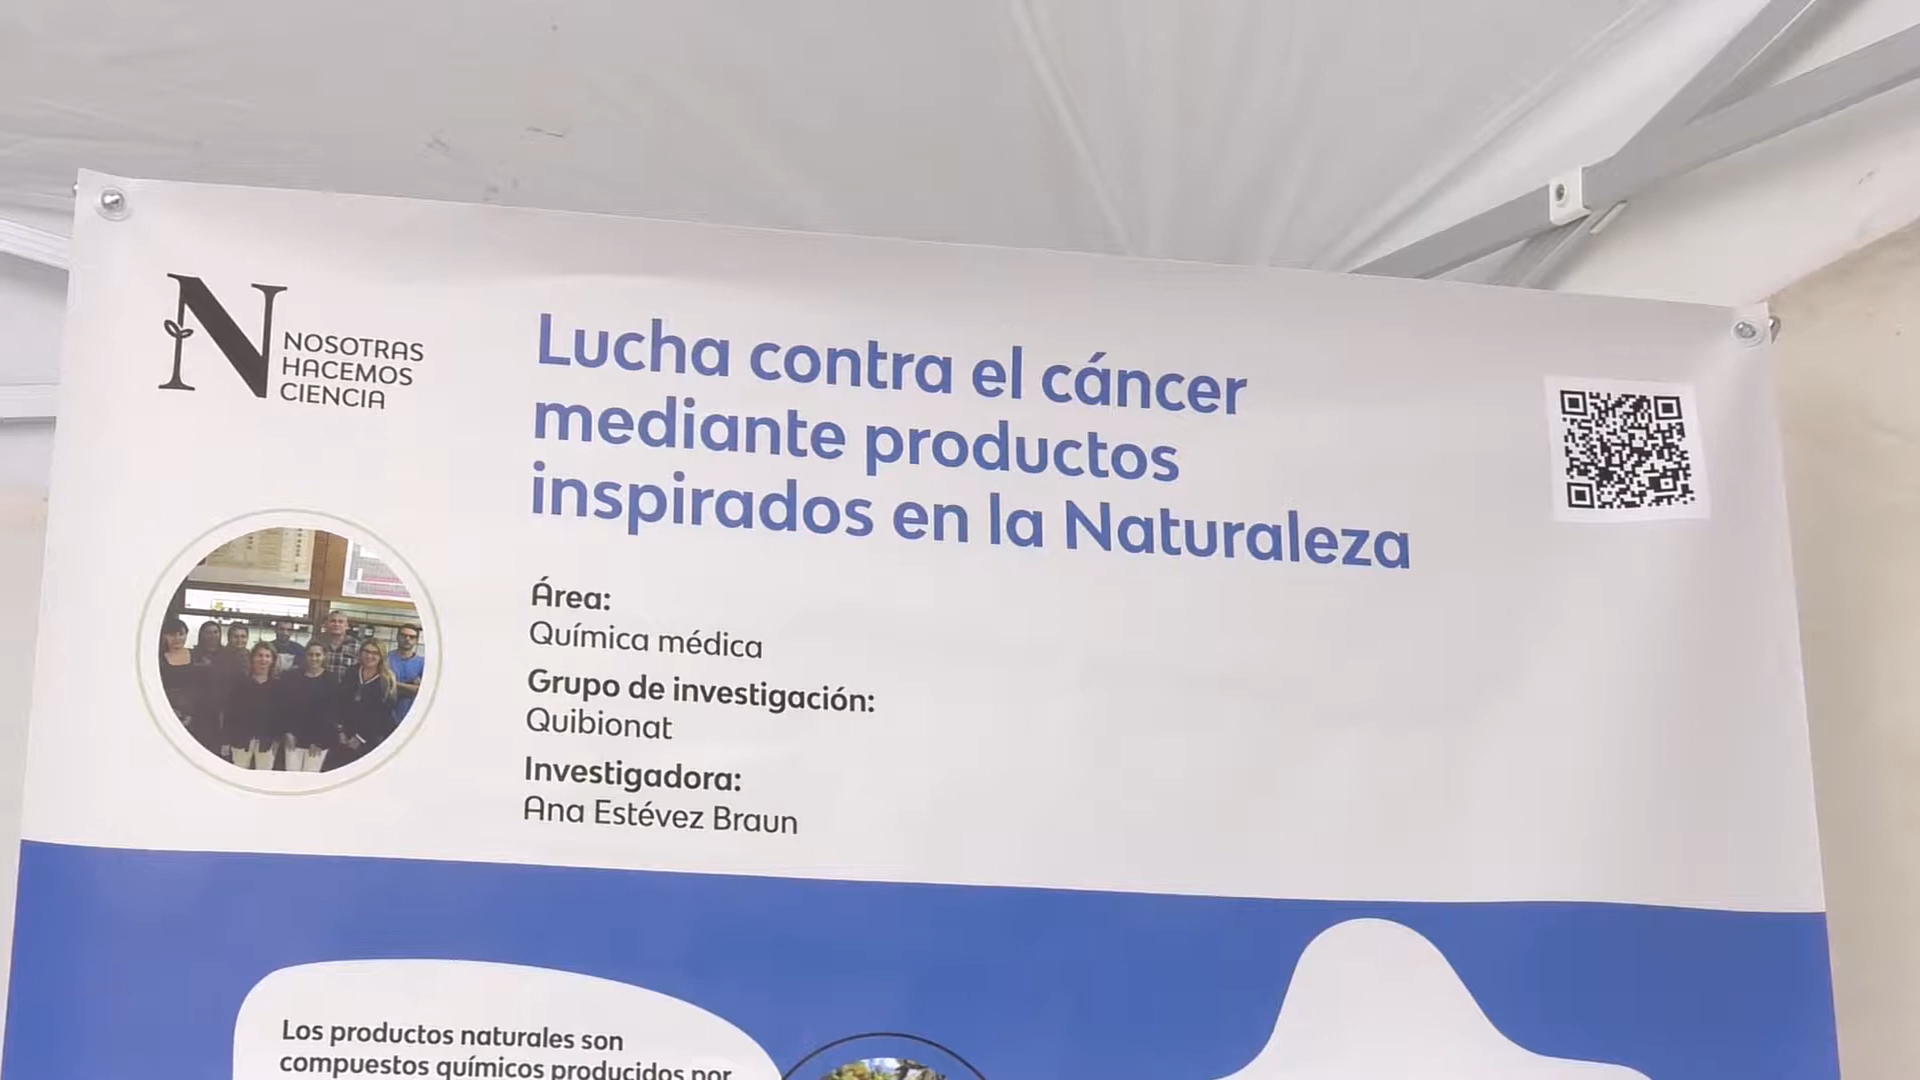 N
NOSOTRAS
HACEMOS
CIENCIA
Lucha contra el cáncer
mediante productos
inspirados en la Naturaleza
Área:
Química médica
Grupo de investigación:
Quibionat
Investigadora:
Ana Estévez Braun
Los productos naturales son
compuestos químicos producidos por